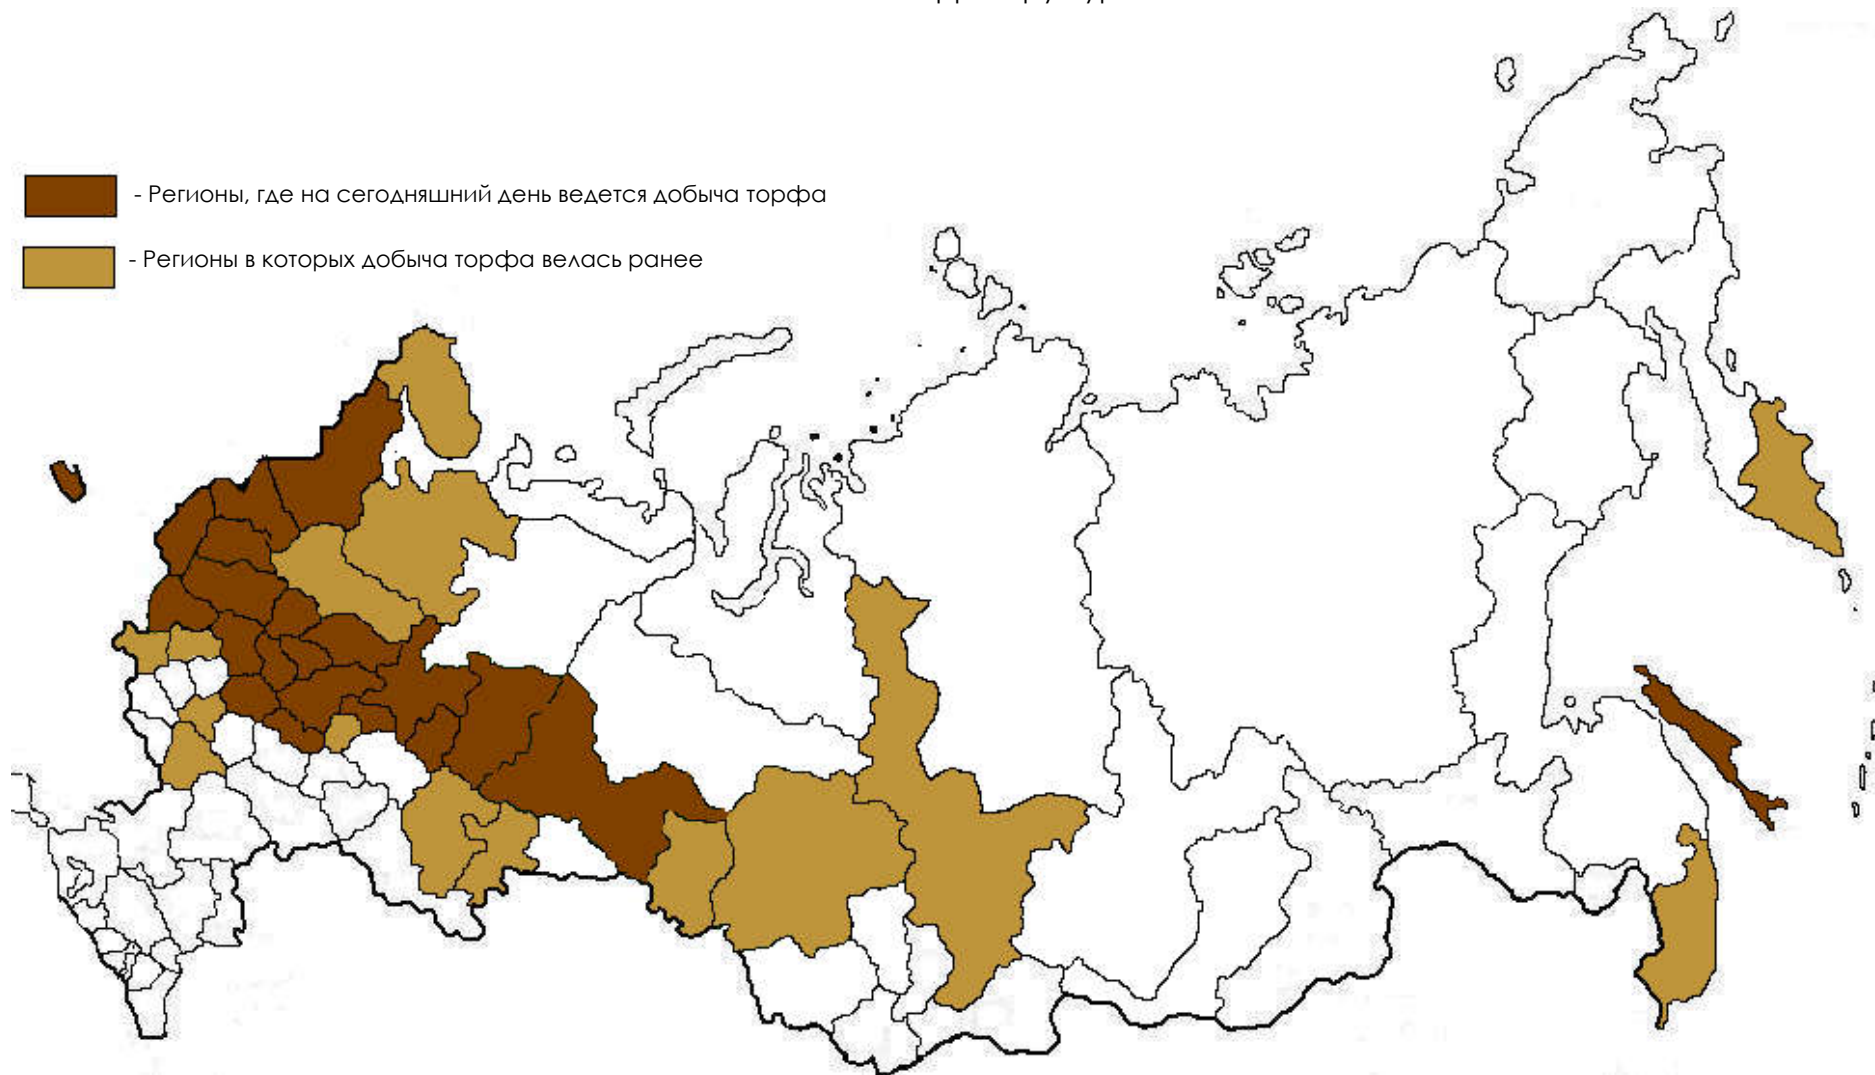 - Регионы, где на сегодняшний день ведется добыча торфа
- Регионы в которых добыча торфа велась ранее